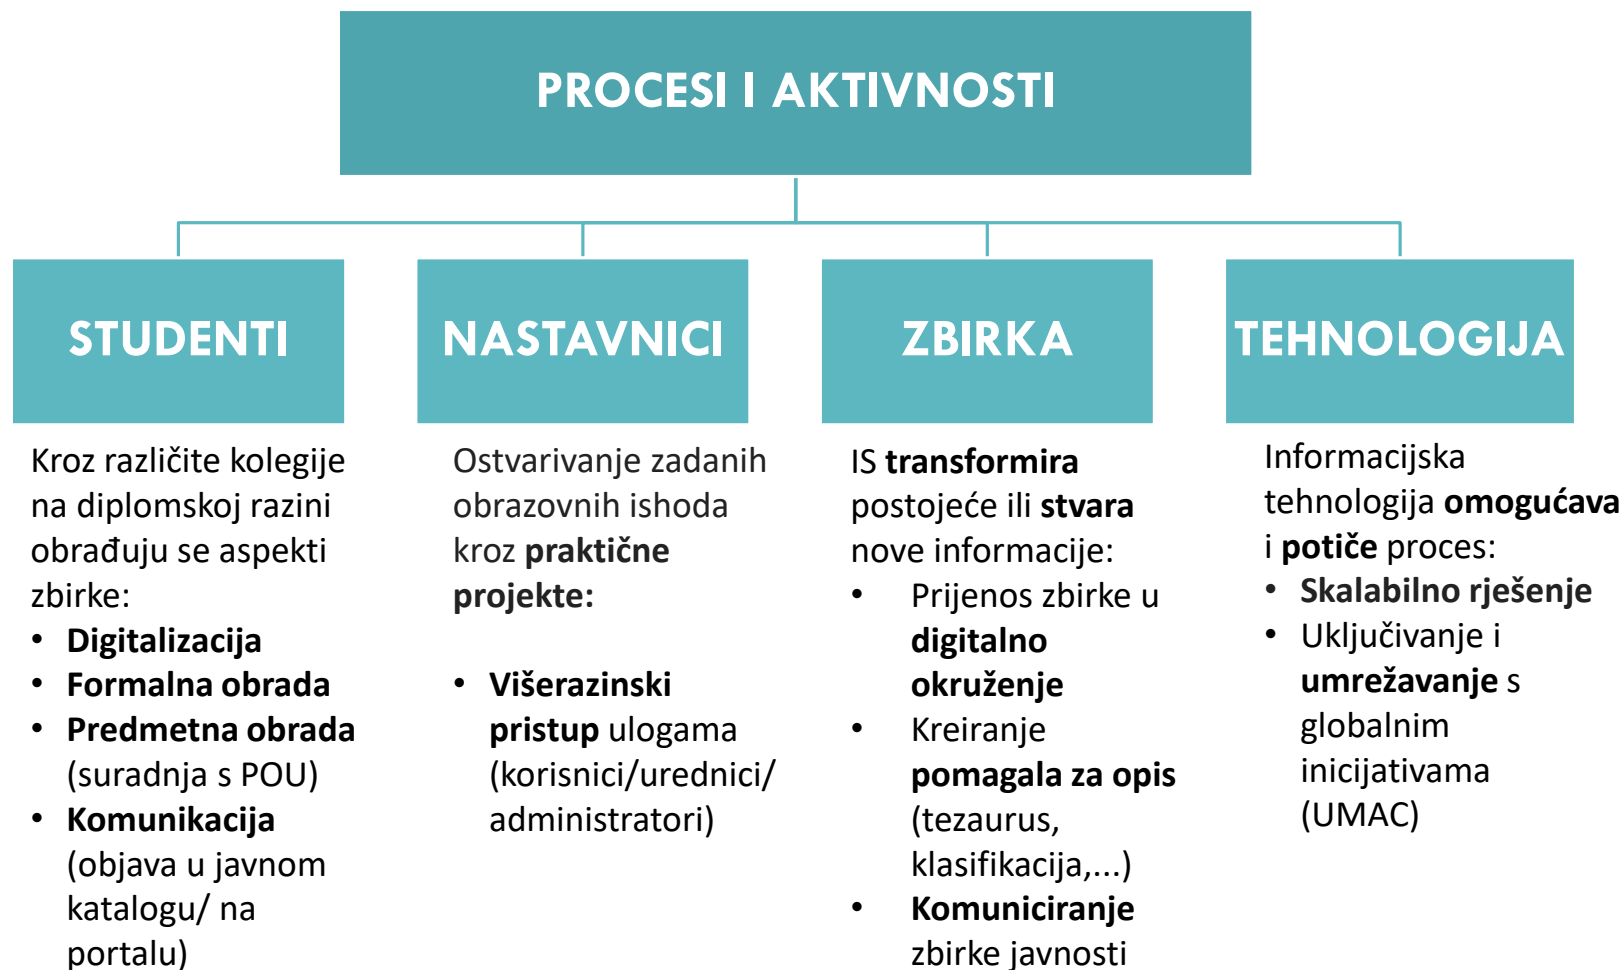 PROCESI I AKTIVNOSTI
STUDENTI
Kroz različite kolegije
na diplomskoj razini
obrađuju se aspekti
zbirke:
• Digitalizacija
• Formalna obrada
• Predmetna obrada
(suradnja s POU)
• Komunikacija
(objava u javnom
katalogu/ na
portalu)
NASTAVNICI
Ostvarivanje zadanih
obrazovnih ishoda
kroz praktične
projekte:
• Višerazinski
pristup ulogama
(korisnici/urednici/
administratori)
ZBIRKA
IS transformira
postojeće ili stvara
nove informacije:
• Prijenos zbirke u
digitalno
okruženje
• Kreiranje
pomagala za opis
(tezaurus,
klasifikacija,...)
• Komuniciranje
zbirke javnosti
TEHNOLOGIJA
Informacijska
tehnologija omogućava
i potiče proces:
• Skalabilno rješenje
• Uključivanje i
umrežavanje s
globalnim
inicijativama
(UMAC)